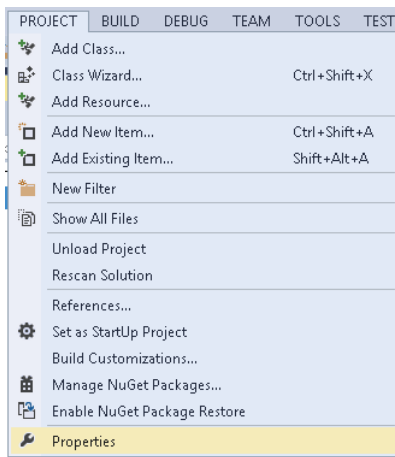 PROJECT BUILD DEBUG TEAM TOOLS TEST
Add Class...
Class Wizard... Ctrl+Shift+X
Add Resource...
Add New Item... Ctrl+Shift+A
Add Existing Item... Shift+Alt+A
New Filter
Show All Files
Unload Project
Rescan Solution
References...
Set as StartUp Project
Build Customizations...
Manage NuGet Packages...
Enable NuGet Package Restore
Properties